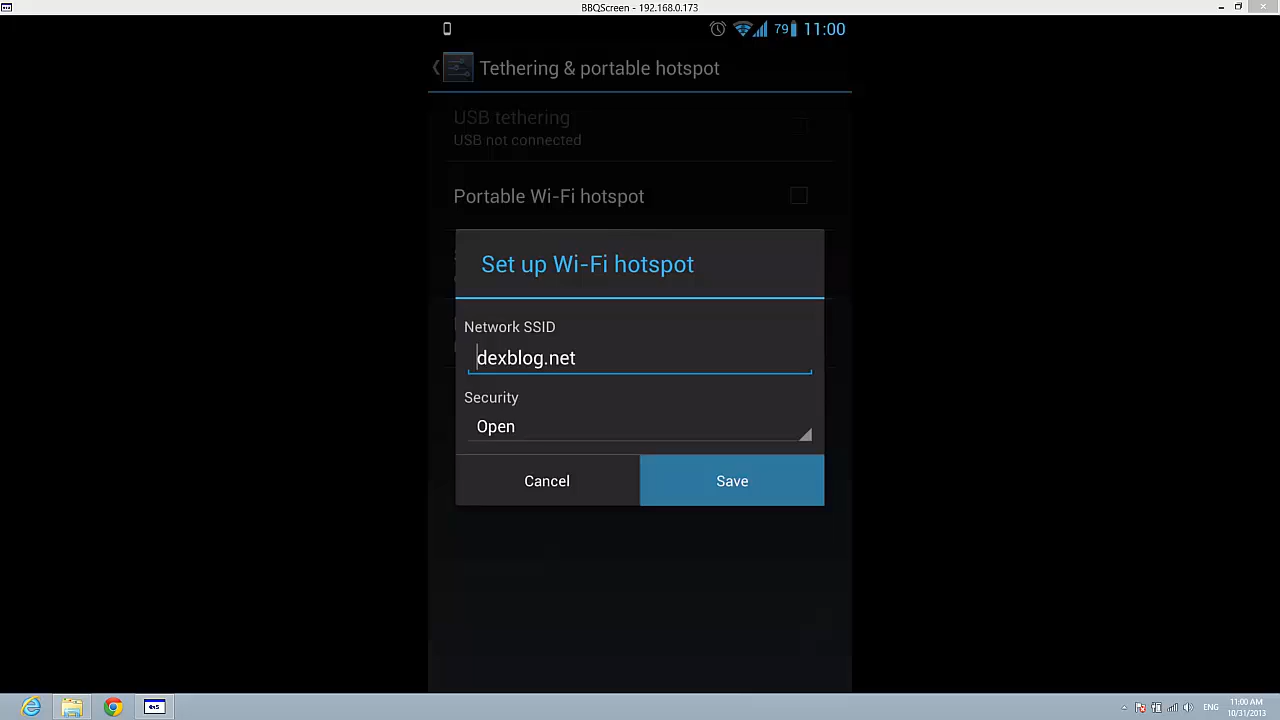 BBQScreen - 192.168.0.173
79 11:00
Tethering & portable hotspot
USB tethering
USB not connected
Portable Wi-Fi hotspot
Set up Wi-Fi hotspot
Network SSID
dexblog.net
Security
Open
Cancel Save
ENG 11:00 AM
10/31/2013